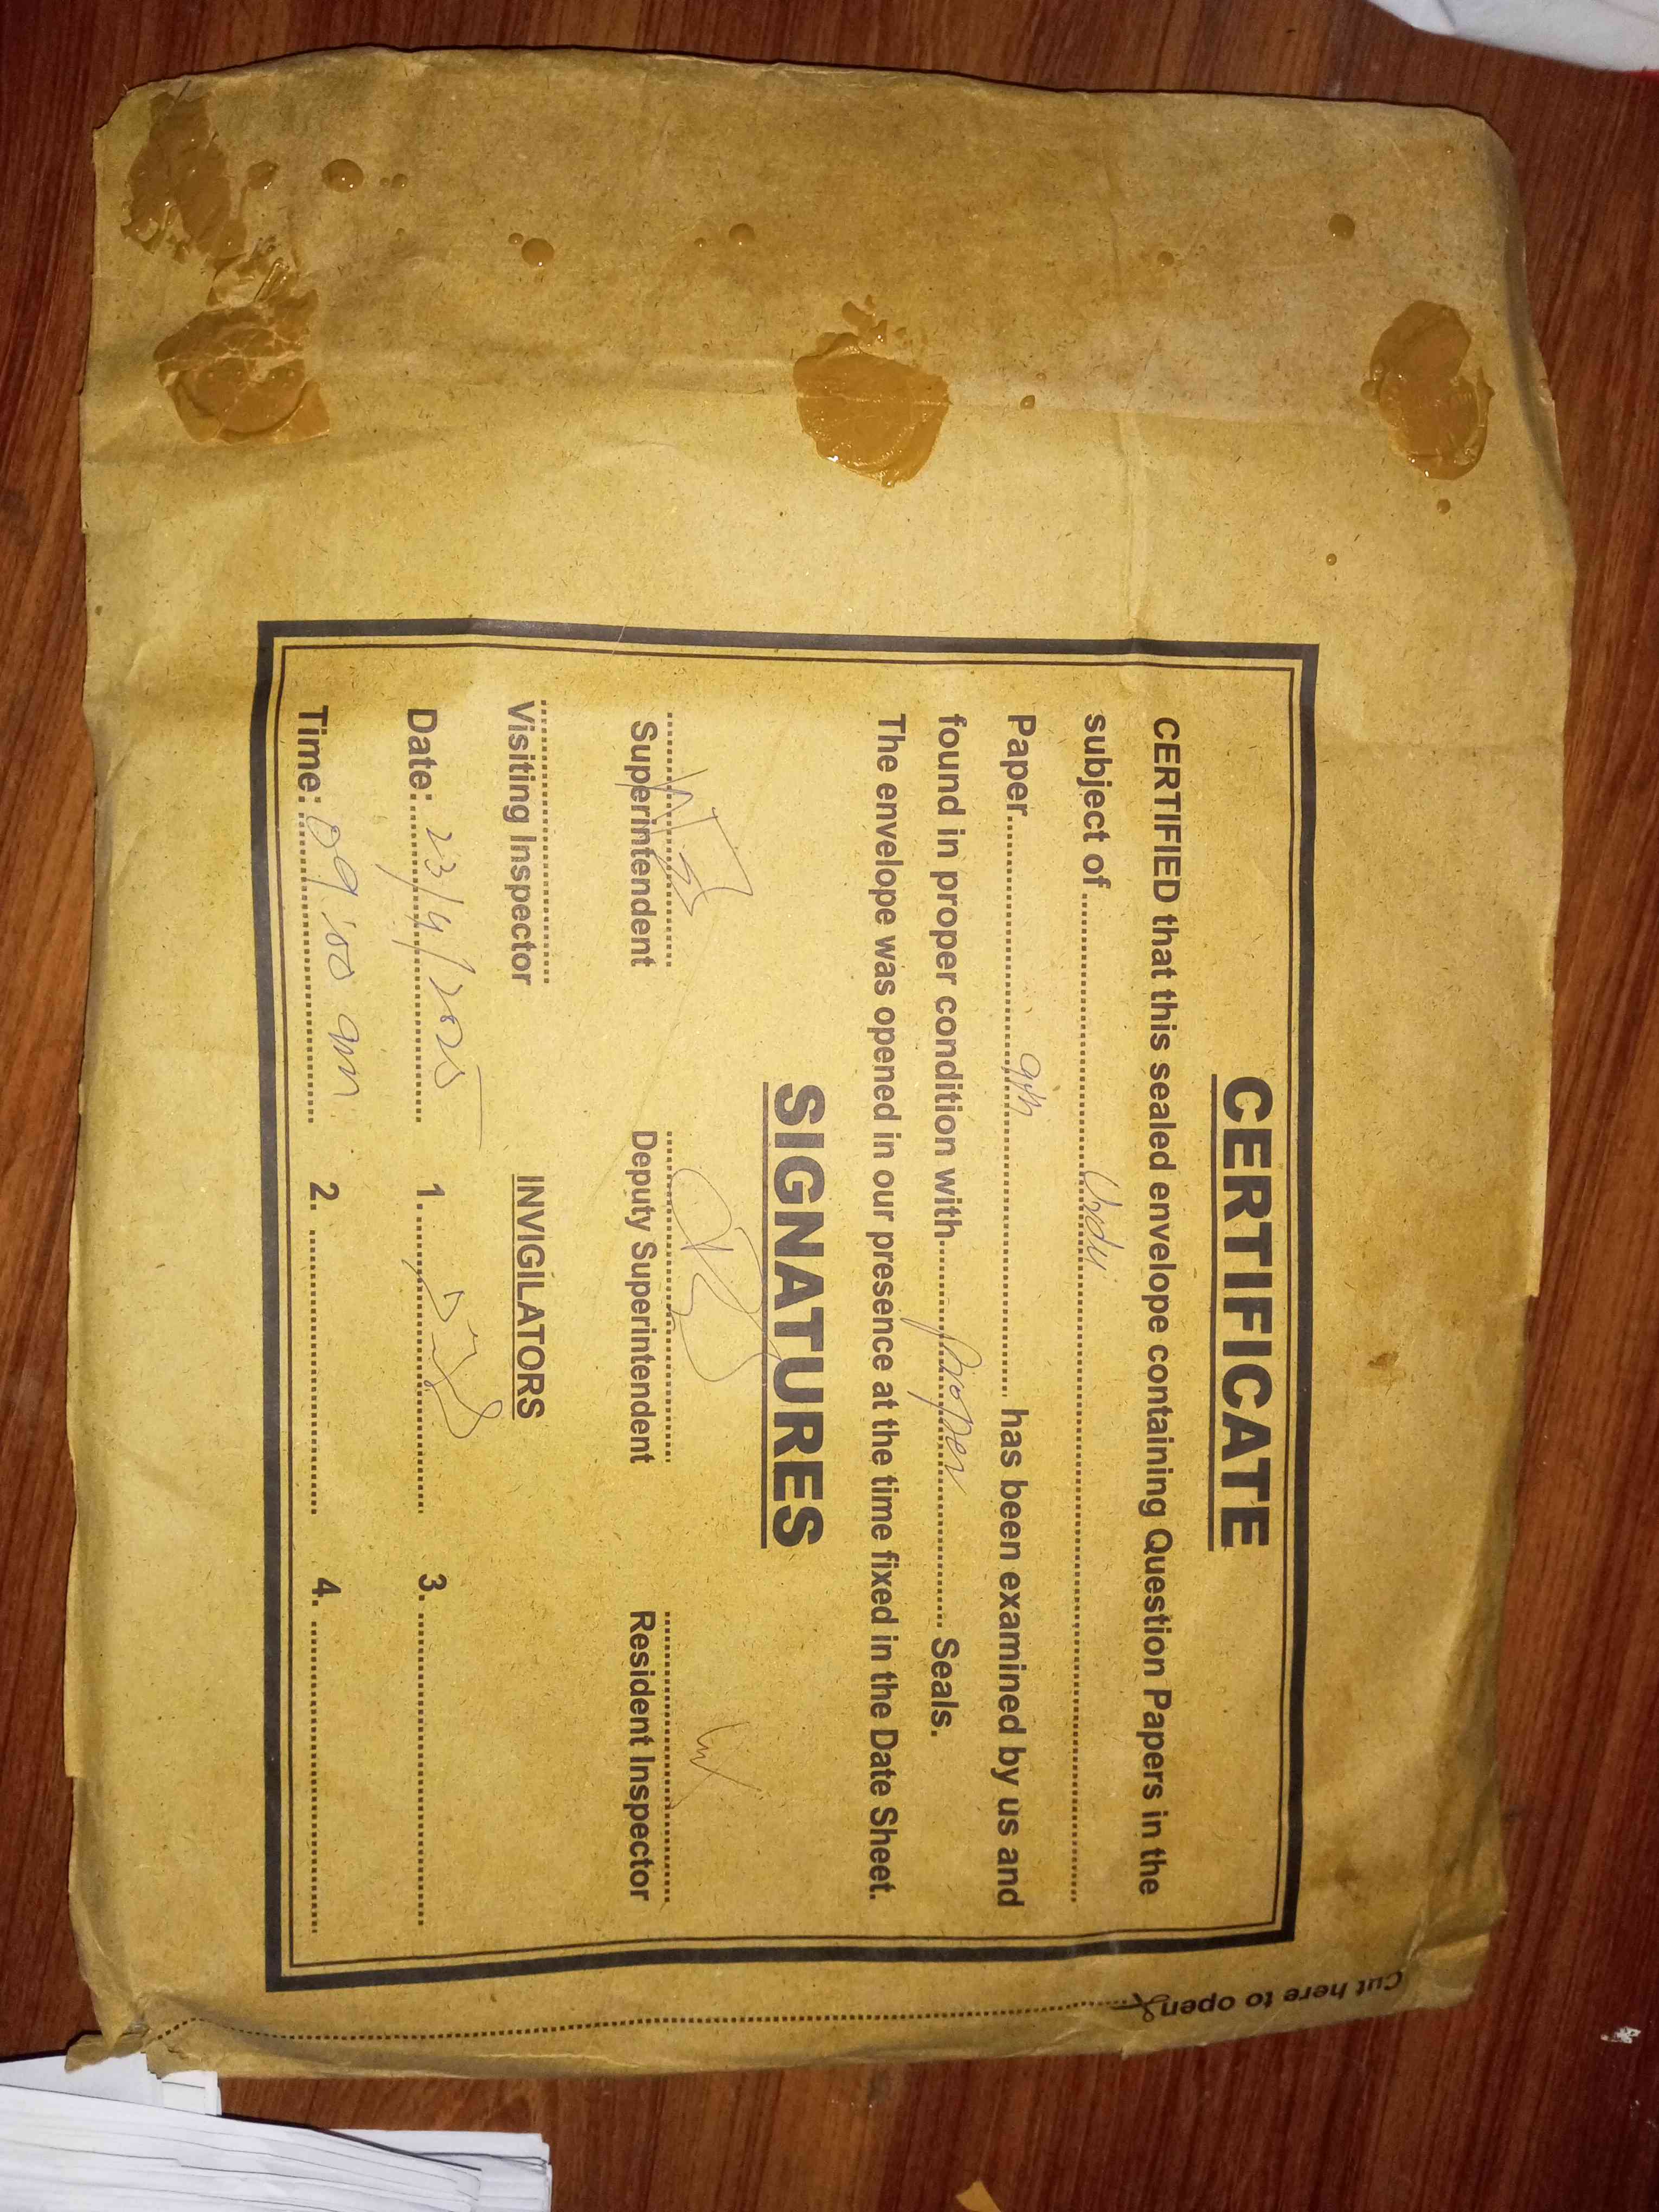 CERTIFICATE
CERTIFIED that this sealed envelope containing Question Papers in the
subject of ........ Urdu ........
Paper ........ 9th ........ has been examined by us and
found in proper condition with ........ proper ........ Seals.
The envelope was opened in our presence at the time fixed in the Date Sheet.
SIGNATURES
Superintendent Deputy Superintendent Resident Inspector
Visiting Inspector INVIGILATORS
Date: 23/4/2025 1. ........ 3. ........
Time: 09:00 am 2. ........ 4. ........
Cut here to open